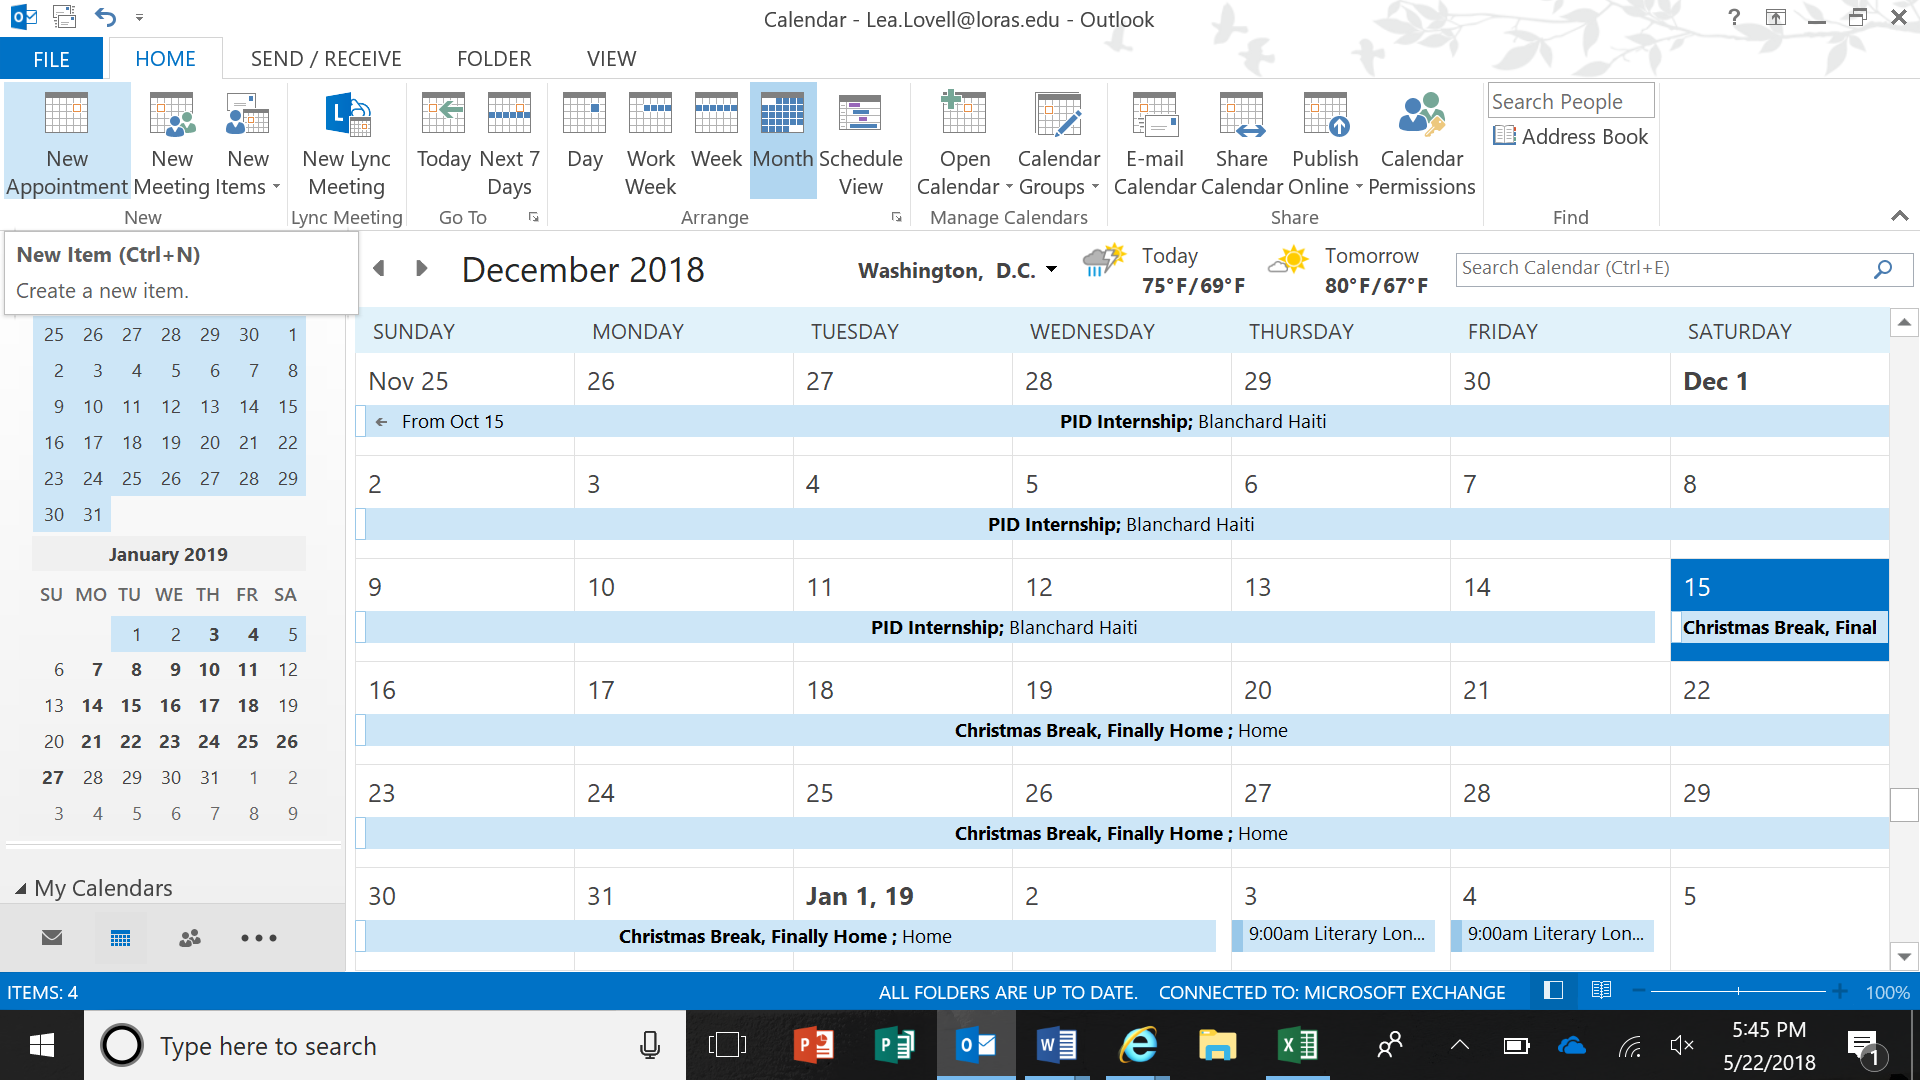 Calendar - Lea.Lovell@loras.edu - Outlook
FILE HOME SEND / RECEIVE FOLDER VIEW
New Appointment
New Meeting
New Items
New
New Lync Meeting
Lync Meeting
Today
Next 7 Days
Go To
Day
Work Week
Week
Month
Schedule View
Arrange
Open Calendar
Calendar Groups
Manage Calendars
E-mail Calendar
Share Calendar
Publish Online
Calendar Permissions
Share
Search People
Address Book
Find
New Item (Ctrl+N)
Create a new item.
25 26 27 28 29 30 1
2 3 4 5 6 7 8
9 10 11 12 13 14 15
16 17 18 19 20 21 22
23 24 25 26 27 28 29
30 31
January 2019
SU MO TU WE TH FR SA
1 2 3 4 5
6 7 8 9 10 11 12
13 14 15 16 17 18 19
20 21 22 23 24 25 26
27 28 29 30 31 1 2
3 4 5 6 7 8 9
My Calendars
December 2018
Washington, D.C.
Today
75°F/69°F
Tomorrow
80°F/67°F
Search Calendar (Ctrl+E)
SUNDAY MONDAY TUESDAY WEDNESDAY THURSDAY FRIDAY SATURDAY
Nov 25 26 27 28 29 30 Dec 1
From Oct 15 PID Internship; Blanchard Haiti
2 3 4 5 6 7 8
PID Internship; Blanchard Haiti
9 10 11 12 13 14 15
PID Internship; Blanchard Haiti Christmas Break, Final
16 17 18 19 20 21 22
Christmas Break, Finally Home ; Home
23 24 25 26 27 28 29
Christmas Break, Finally Home ; Home
30 31 Jan 1, 19 2 3 4 5
Christmas Break, Finally Home ; Home 9:00am Literary Lon... 9:00am Literary Lon...
ITEMS: 4 ALL FOLDERS ARE UP TO DATE. CONNECTED TO: MICROSOFT EXCHANGE 100%
Type here to search
5:45 PM
5/22/2018
1